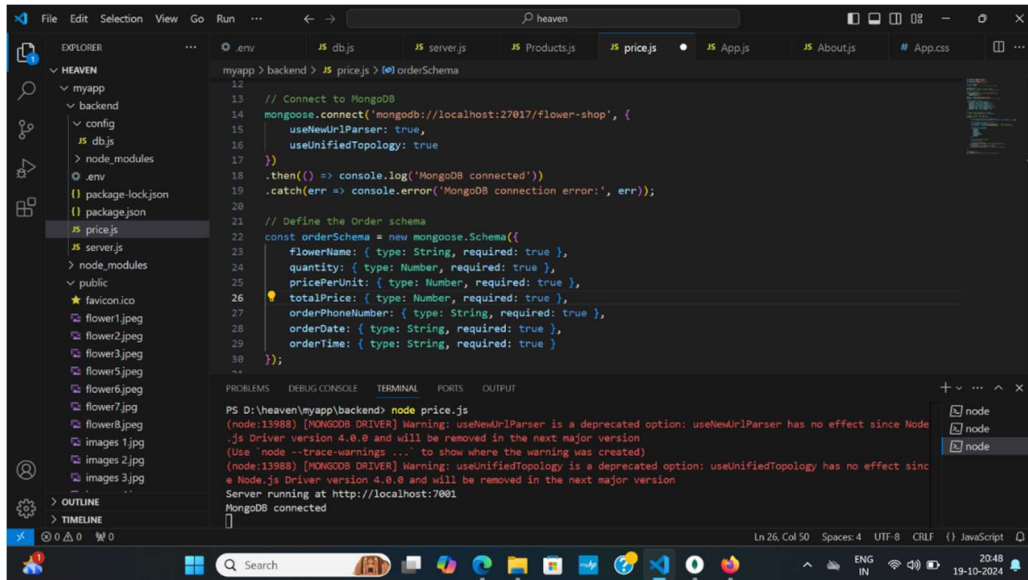 File Edit Selection View Go Run ··· heaven
EXPLORER ···
.env JS db.js JS server.js JS Products.js JS price.js JS App.js JS About.js # App.css ···
HEAVEN
myapp
backend
config
JS db.js
node_modules
.env
{} package-lock.json
{} package.json
JS price.js
JS server.js
node_modules
public
favicon.ico
flower1.jpeg
flower2.jpeg
flower3.jpeg
flower5.jpeg
flower6.jpeg
flower7.jpg
flower8.jpeg
images 1.jpg
images 2.jpg
images 3.jpg
OUTLINE
TIMELINE
myapp > backend > JS price.js > orderSchema
12
13 // Connect to MongoDB
14 mongoose.connect('mongodb://localhost:27017/flower-shop', {
15 useNewUrlParser: true,
16 useUnifiedTopology: true
17 })
18 .then(() => console.log('MongoDB connected'))
19 .catch(err => console.error('MongoDB connection error:', err));
20
21 // Define the Order schema
22 const orderSchema = new mongoose.Schema({
23 flowerName: { type: String, required: true },
24 quantity: { type: Number, required: true },
25 pricePerUnit: { type: Number, required: true },
26 totalPrice: { type: Number, required: true },
27 orderPhoneNumber: { type: String, required: true },
28 orderDate: { type: String, required: true },
29 orderTime: { type: String, required: true }
30 });
PROBLEMS DEBUG CONSOLE TERMINAL PORTS OUTPUT
PS D:\heaven\myapp\backend> node price.js
(node:13988) [MONGODB DRIVER] Warning: useNewUrlParser is a deprecated option: useNewUrlParser has no effect since Node
.js Driver version 4.0.0 and will be removed in the next major version
(Use `node --trace-warnings ...` to show where the warning was created)
(node:13988) [MONGODB DRIVER] Warning: useUnifiedTopology is a deprecated option: useUnifiedTopology has no effect sinc
e Node.js Driver version 4.0.0 and will be removed in the next major version
Server running at http://localhost:7001
MongoDB connected
node
node
node
0 0 0 Ln 26, Col 50 Spaces: 4 UTF-8 CRLF {} JavaScript
Search ENG IN 20:48 19-10-2024